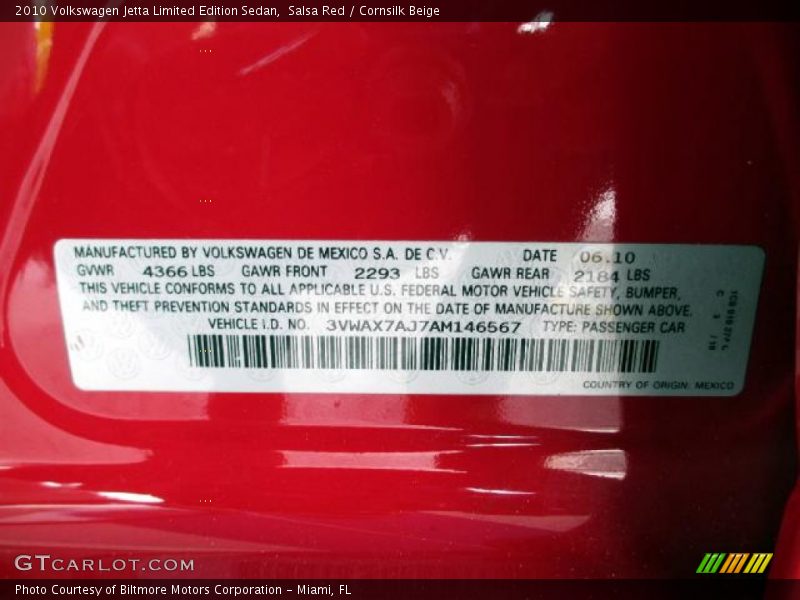 2010 Volkswagen Jetta Limited Edition Sedan,  Salsa Red / Cornsilk Beige
MANUFACTURED BY VOLKSWAGEN DE MEXICO S.A. DE C.V. DATE 06.10
GVWR 4366 LBS GAWR FRONT 2293 LBS GAWR REAR 2184 LBS
THIS VEHICLE CONFORMS TO ALL APPLICABLE U.S. FEDERAL MOTOR VEHICLE SAFETY, BUMPER,
AND THEFT PREVENTION STANDARDS IN EFFECT ON THE DATE OF MANUFACTURE SHOWN ABOVE.
VEHICLE I.D. NO. 3VWAX7AJ7AM146567 TYPE: PASSENGER CAR
COUNTRY OF ORIGIN: MEXICO
GTCARLOT.COM
Photo Courtesy of Biltmore Motors Corporation - Miami, FL